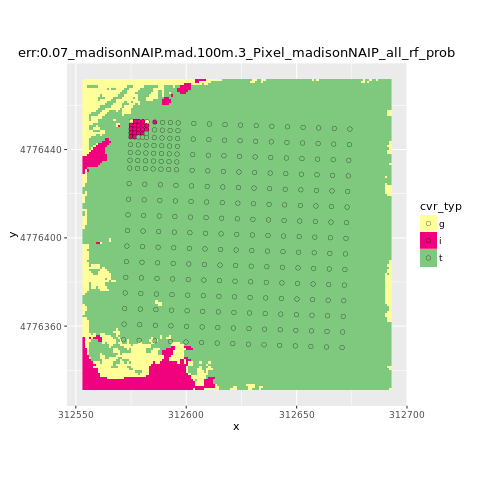 err:0.07_madisonNAIP.mad.100m.3_Pixel_madisonNAIP_all_rf_prob
4776440
4776400
4776360
y
312550
312600
312650
312700
x
cvr_typ
g
i
t